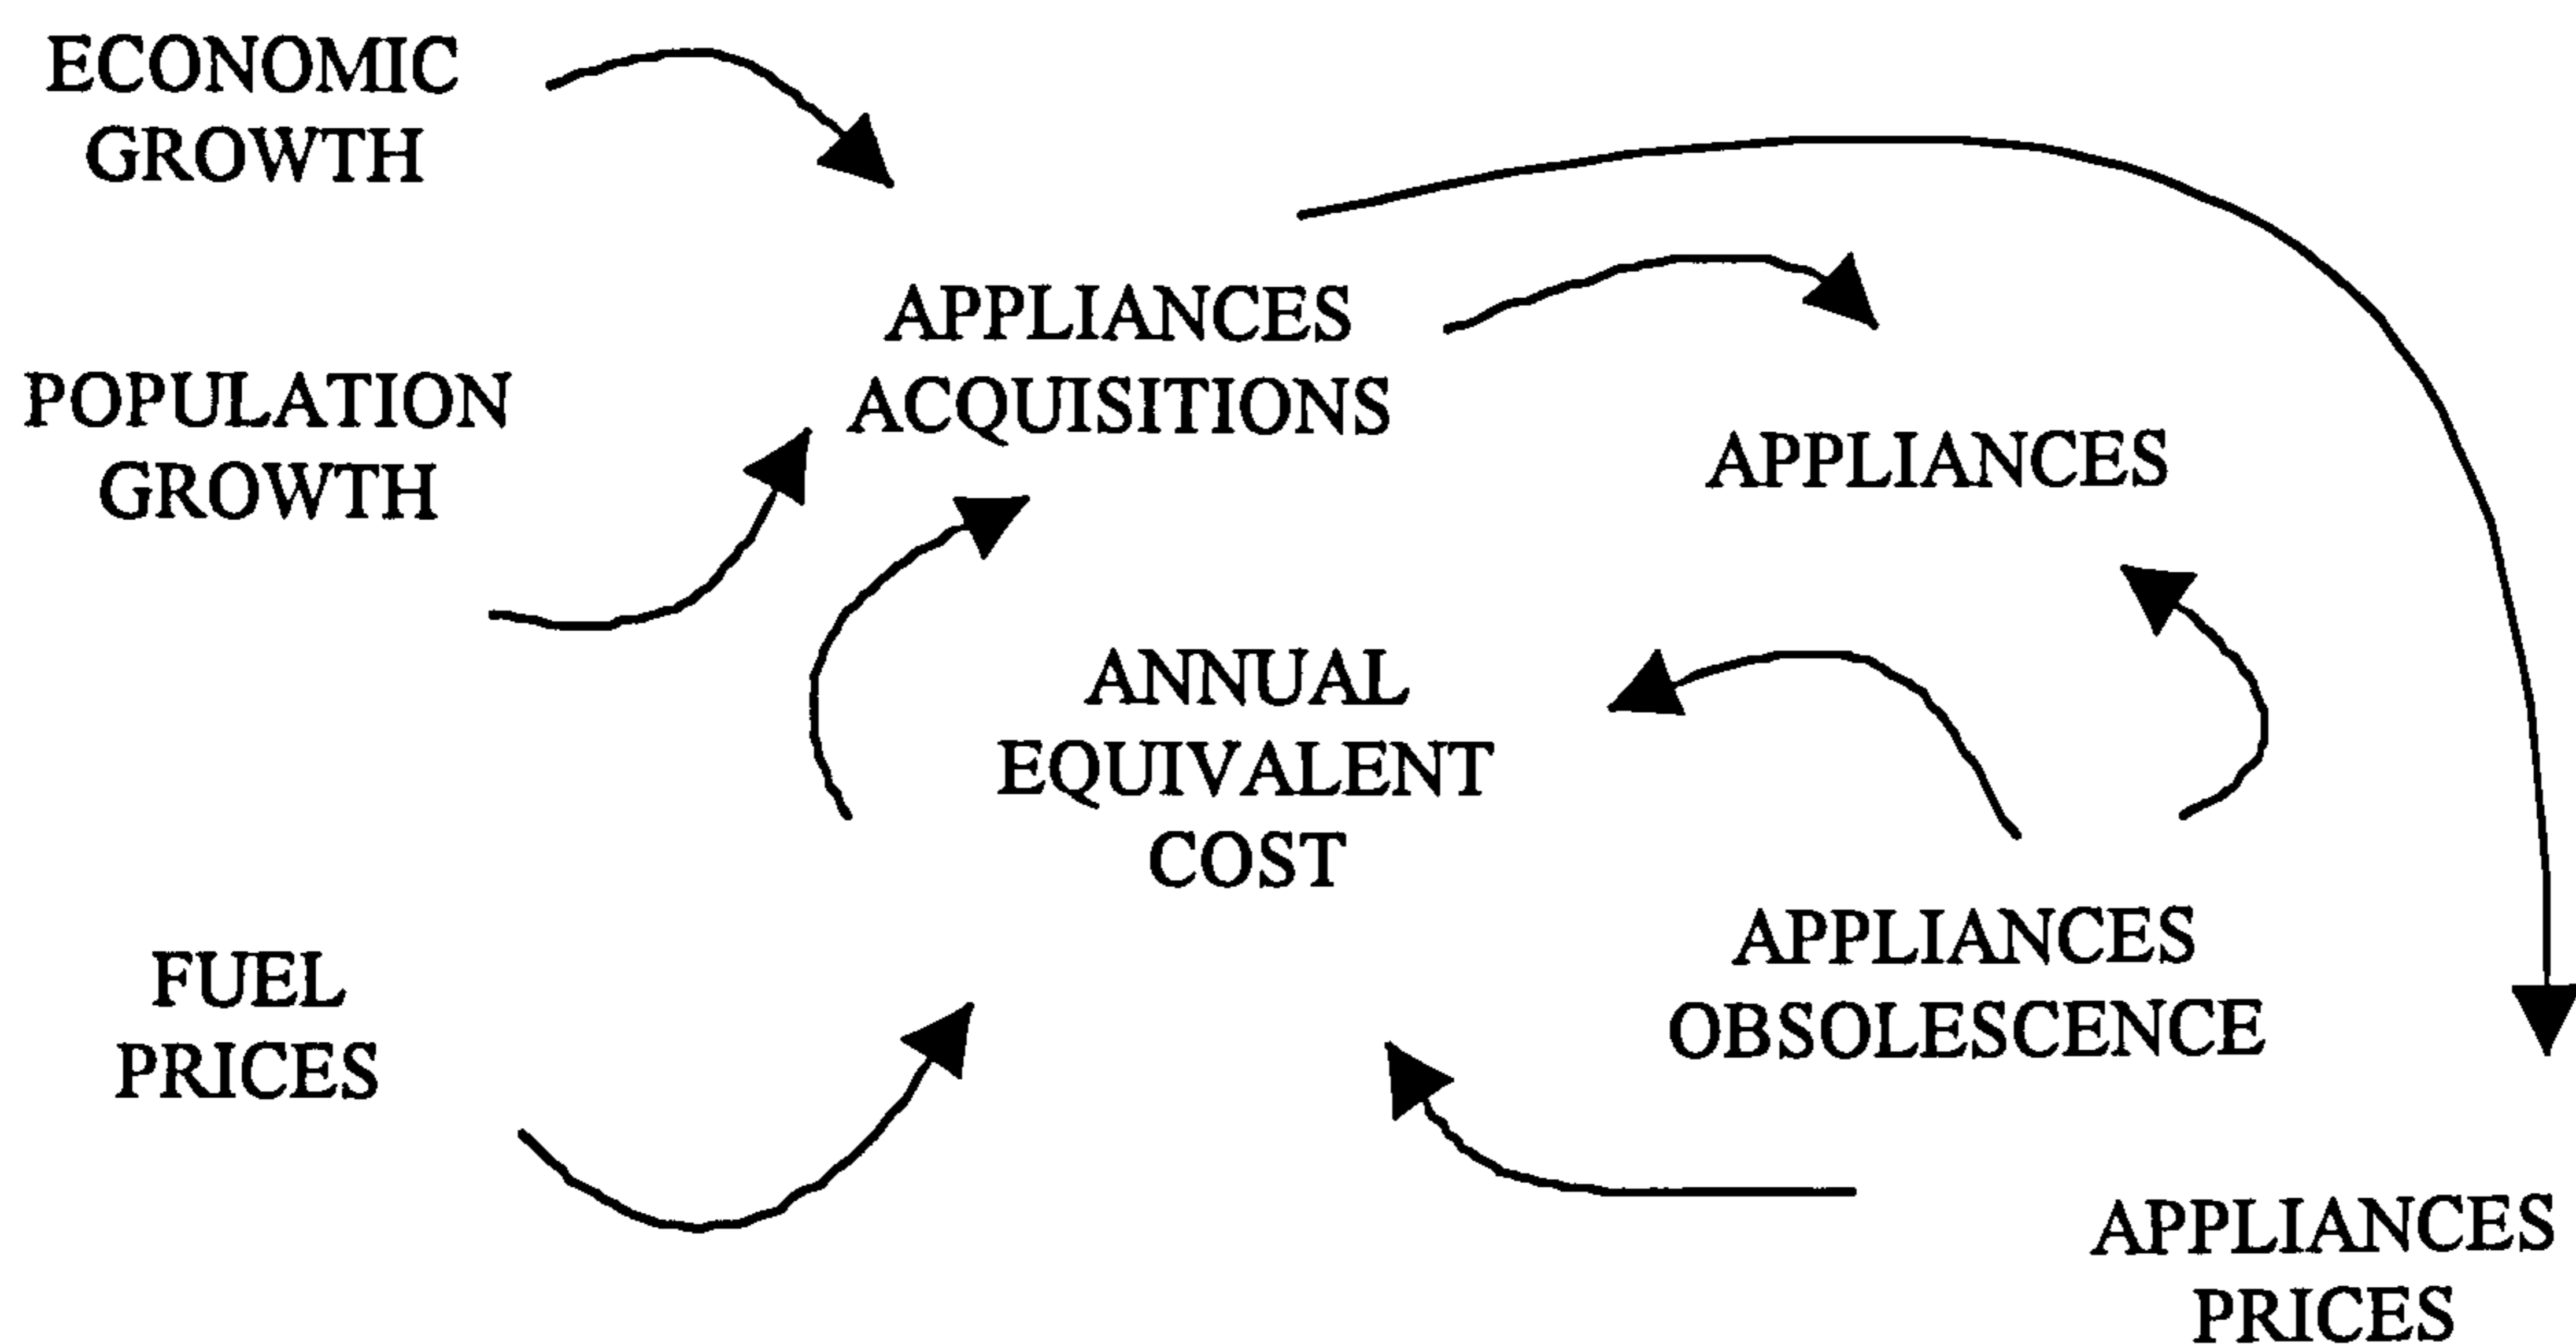 ECONOMIC
GROWTH
APPLIANCES
ACQUISITIONS
POPULATION
GROWTH
APPLIANCES
ANNUAL
EQUIVALENT
COST
APPLIANCES
OBSOLESCENCE
FUEL
PRICES
APPLIANCES
PRICES